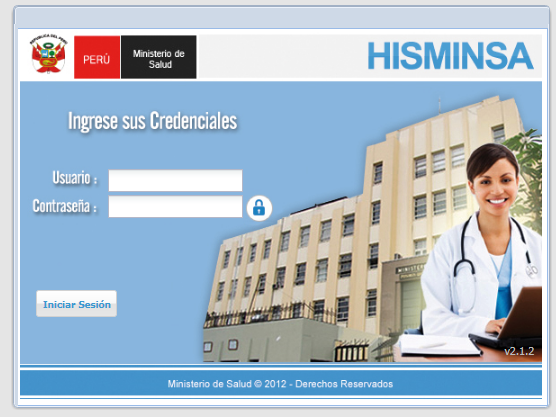 REPÚBLICA DEL PERÚ
PERÚ
Ministerio de
Salud
HISMINSA
Ingrese sus Credenciales
Usuario :
Contraseña :
MINISTERIO
Iniciar Sesión
v2.1.2
Ministerio de Salud © 2012 - Derechos Reservados